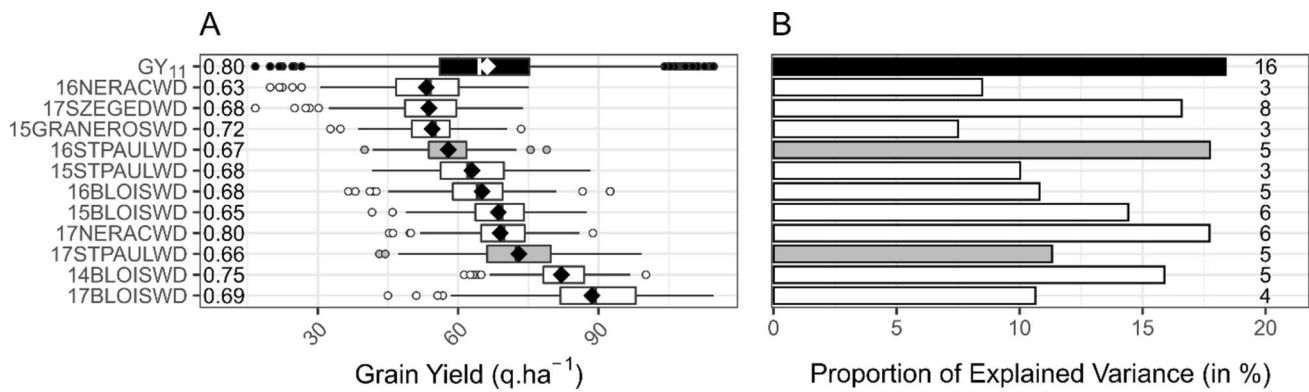 A B
GY11 0.80 16
16NERACWD 0.63 3
17SZEGEDWD 0.68 8
15GRANEROSWD 0.72 3
16STPAULWD 0.67 5
15STPAULWD 0.68 3
16BLOISWD 0.68 5
15BLOISWD 0.65 6
17NERACWD 0.80 6
17STPAULWD 0.66 5
14BLOISWD 0.75 5
17BLOISWD 0.69 4
30 60 90 0 5 10 15 20
Grain Yield (q.ha⁻¹) Proportion of Explained Variance (in %)